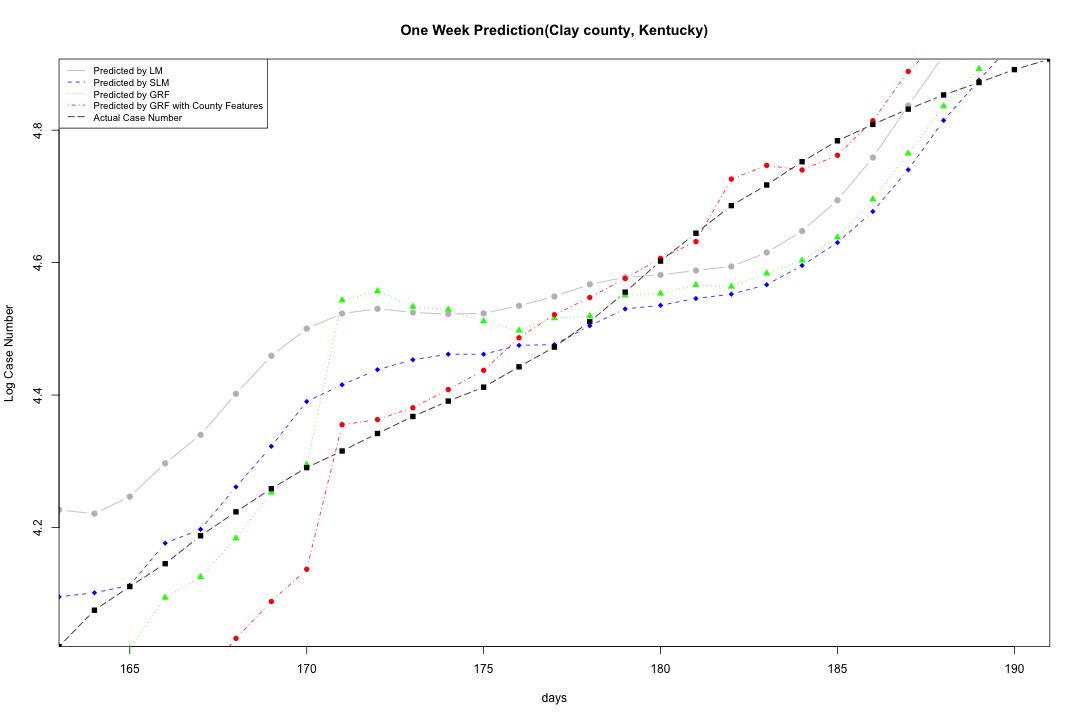 One Week Prediction(Clay county, Kentucky)
Predicted by LM
Predicted by SLM
Predicted by GRF
Predicted by GRF with County Features
Actual Case Number
4.8
4.6
4.4
4.2
Log Case Number
165 170 175 180 185 190
days